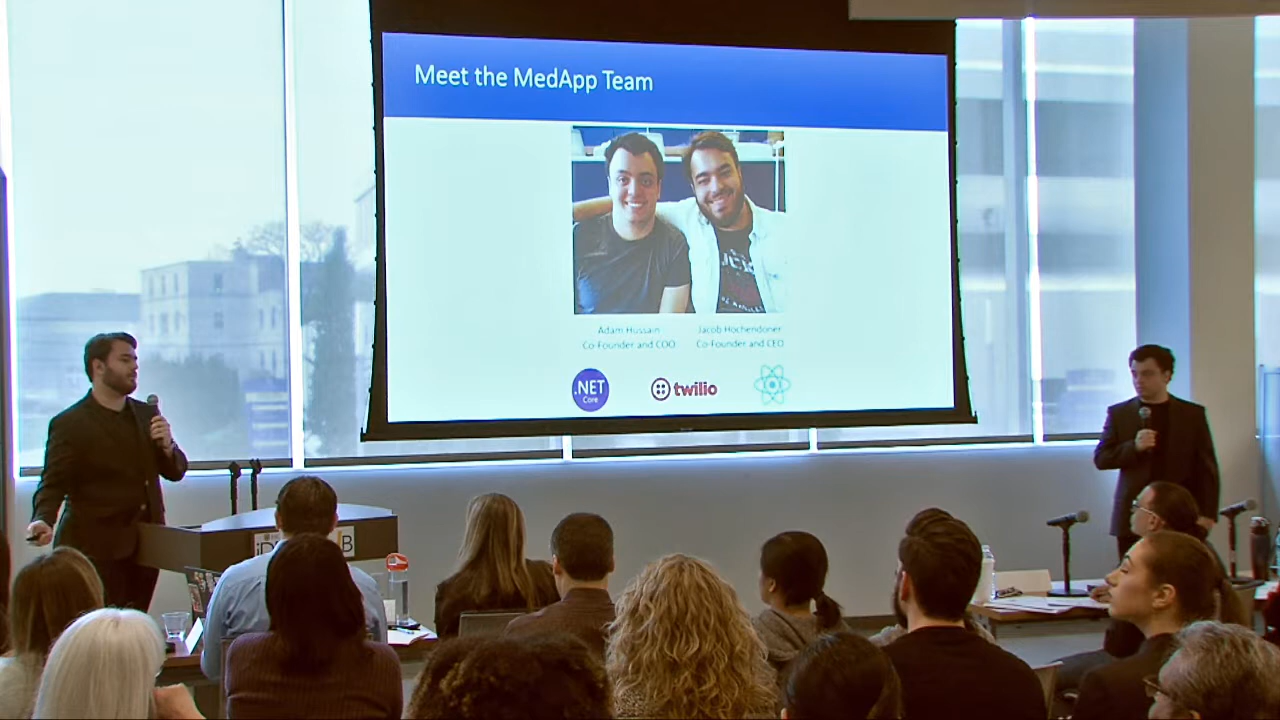 Meet the MedApp Team
Adam Hussain
Co-Founder and COO
Jacob Hochendoner
Co-Founder and CEO
.NET
Core
twilio